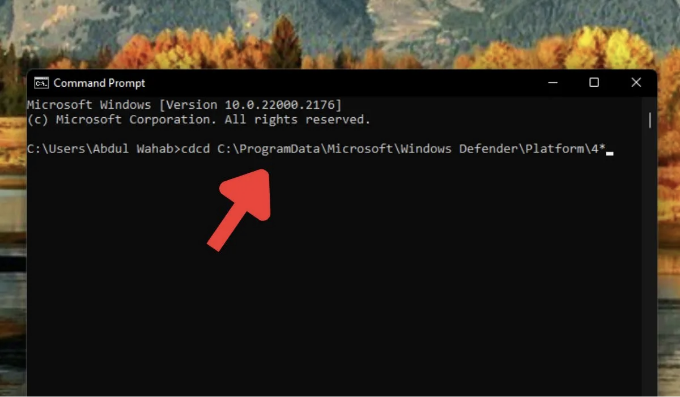 Command Prompt
Microsoft Windows [Version 10.0.22000.2176]
(c) Microsoft Corporation. All rights reserved.
C:\Users\Abdul Wahab>cdcd C:\ProgramData\Microsoft\Windows Defender\Platform\4*